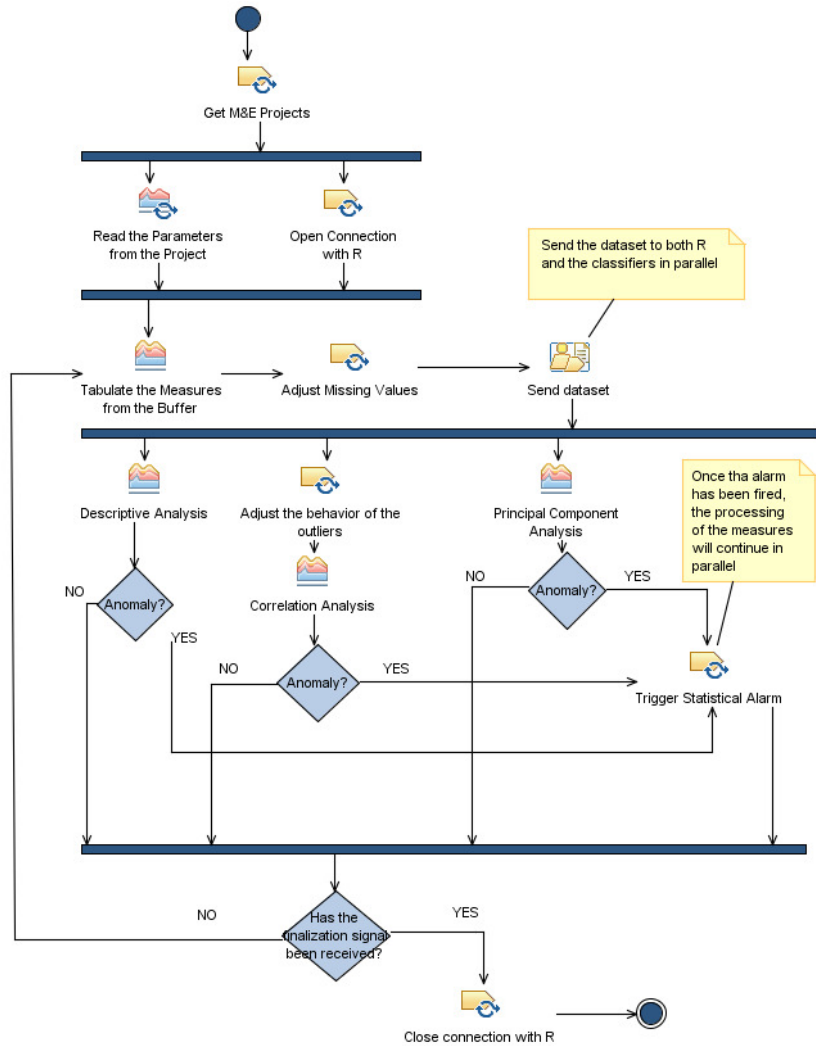 Get M&E Projects
Read the Parameters
from the Project
Open Connection
with R
Send the dataset to both R
and the classifiers in parallel
Tabulate the Measures
from the Buffer
Adjust Missing Values
Send dataset
Descriptive Analysis
Adjust the behavior of the
outliers
Principal Component
Analysis
Once tha alarm
has been fired,
the processing
of the measures
will continue in
parallel
NO
Anomaly?
YES
Correlation Analysis
NO
Anomaly?
YES
NO
Anomaly?
YES
Trigger Statistical Alarm
NO
Has the
finalization signal
been received?
YES
Close connection with R